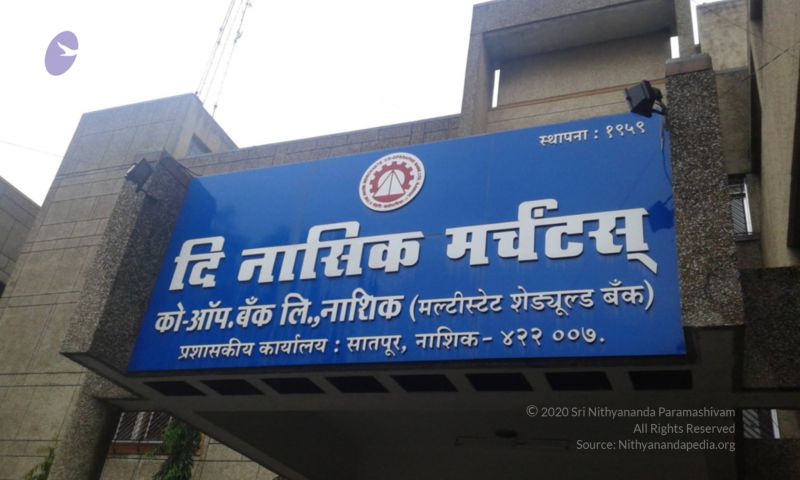 स्थापना : १९५९
दि नासिक मर्चंटस्
को-ऑप. बँक लि.,नाशिक (मल्टीस्टेट शेड्यूल्ड बँक)
प्रशासकीय कार्यालय : सातपूर, नाशिक - ४२२ ००७.
© 2020 Sri Nithyananda Paramashivam
All Rights Reserved
Source: Nithyanandapedia.org